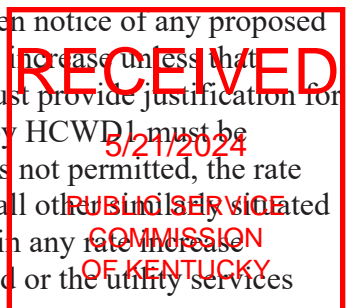 en notice of any proposed
increase unless that
RECEIVED
ust provide justification for
y HCWD1 must be
5/21/2024
s not permitted, the rate
all other similarly situated
PUBLIC SERVICE
in any rate increase
COMMISSION
d or the utility services
OF KENTUCKY